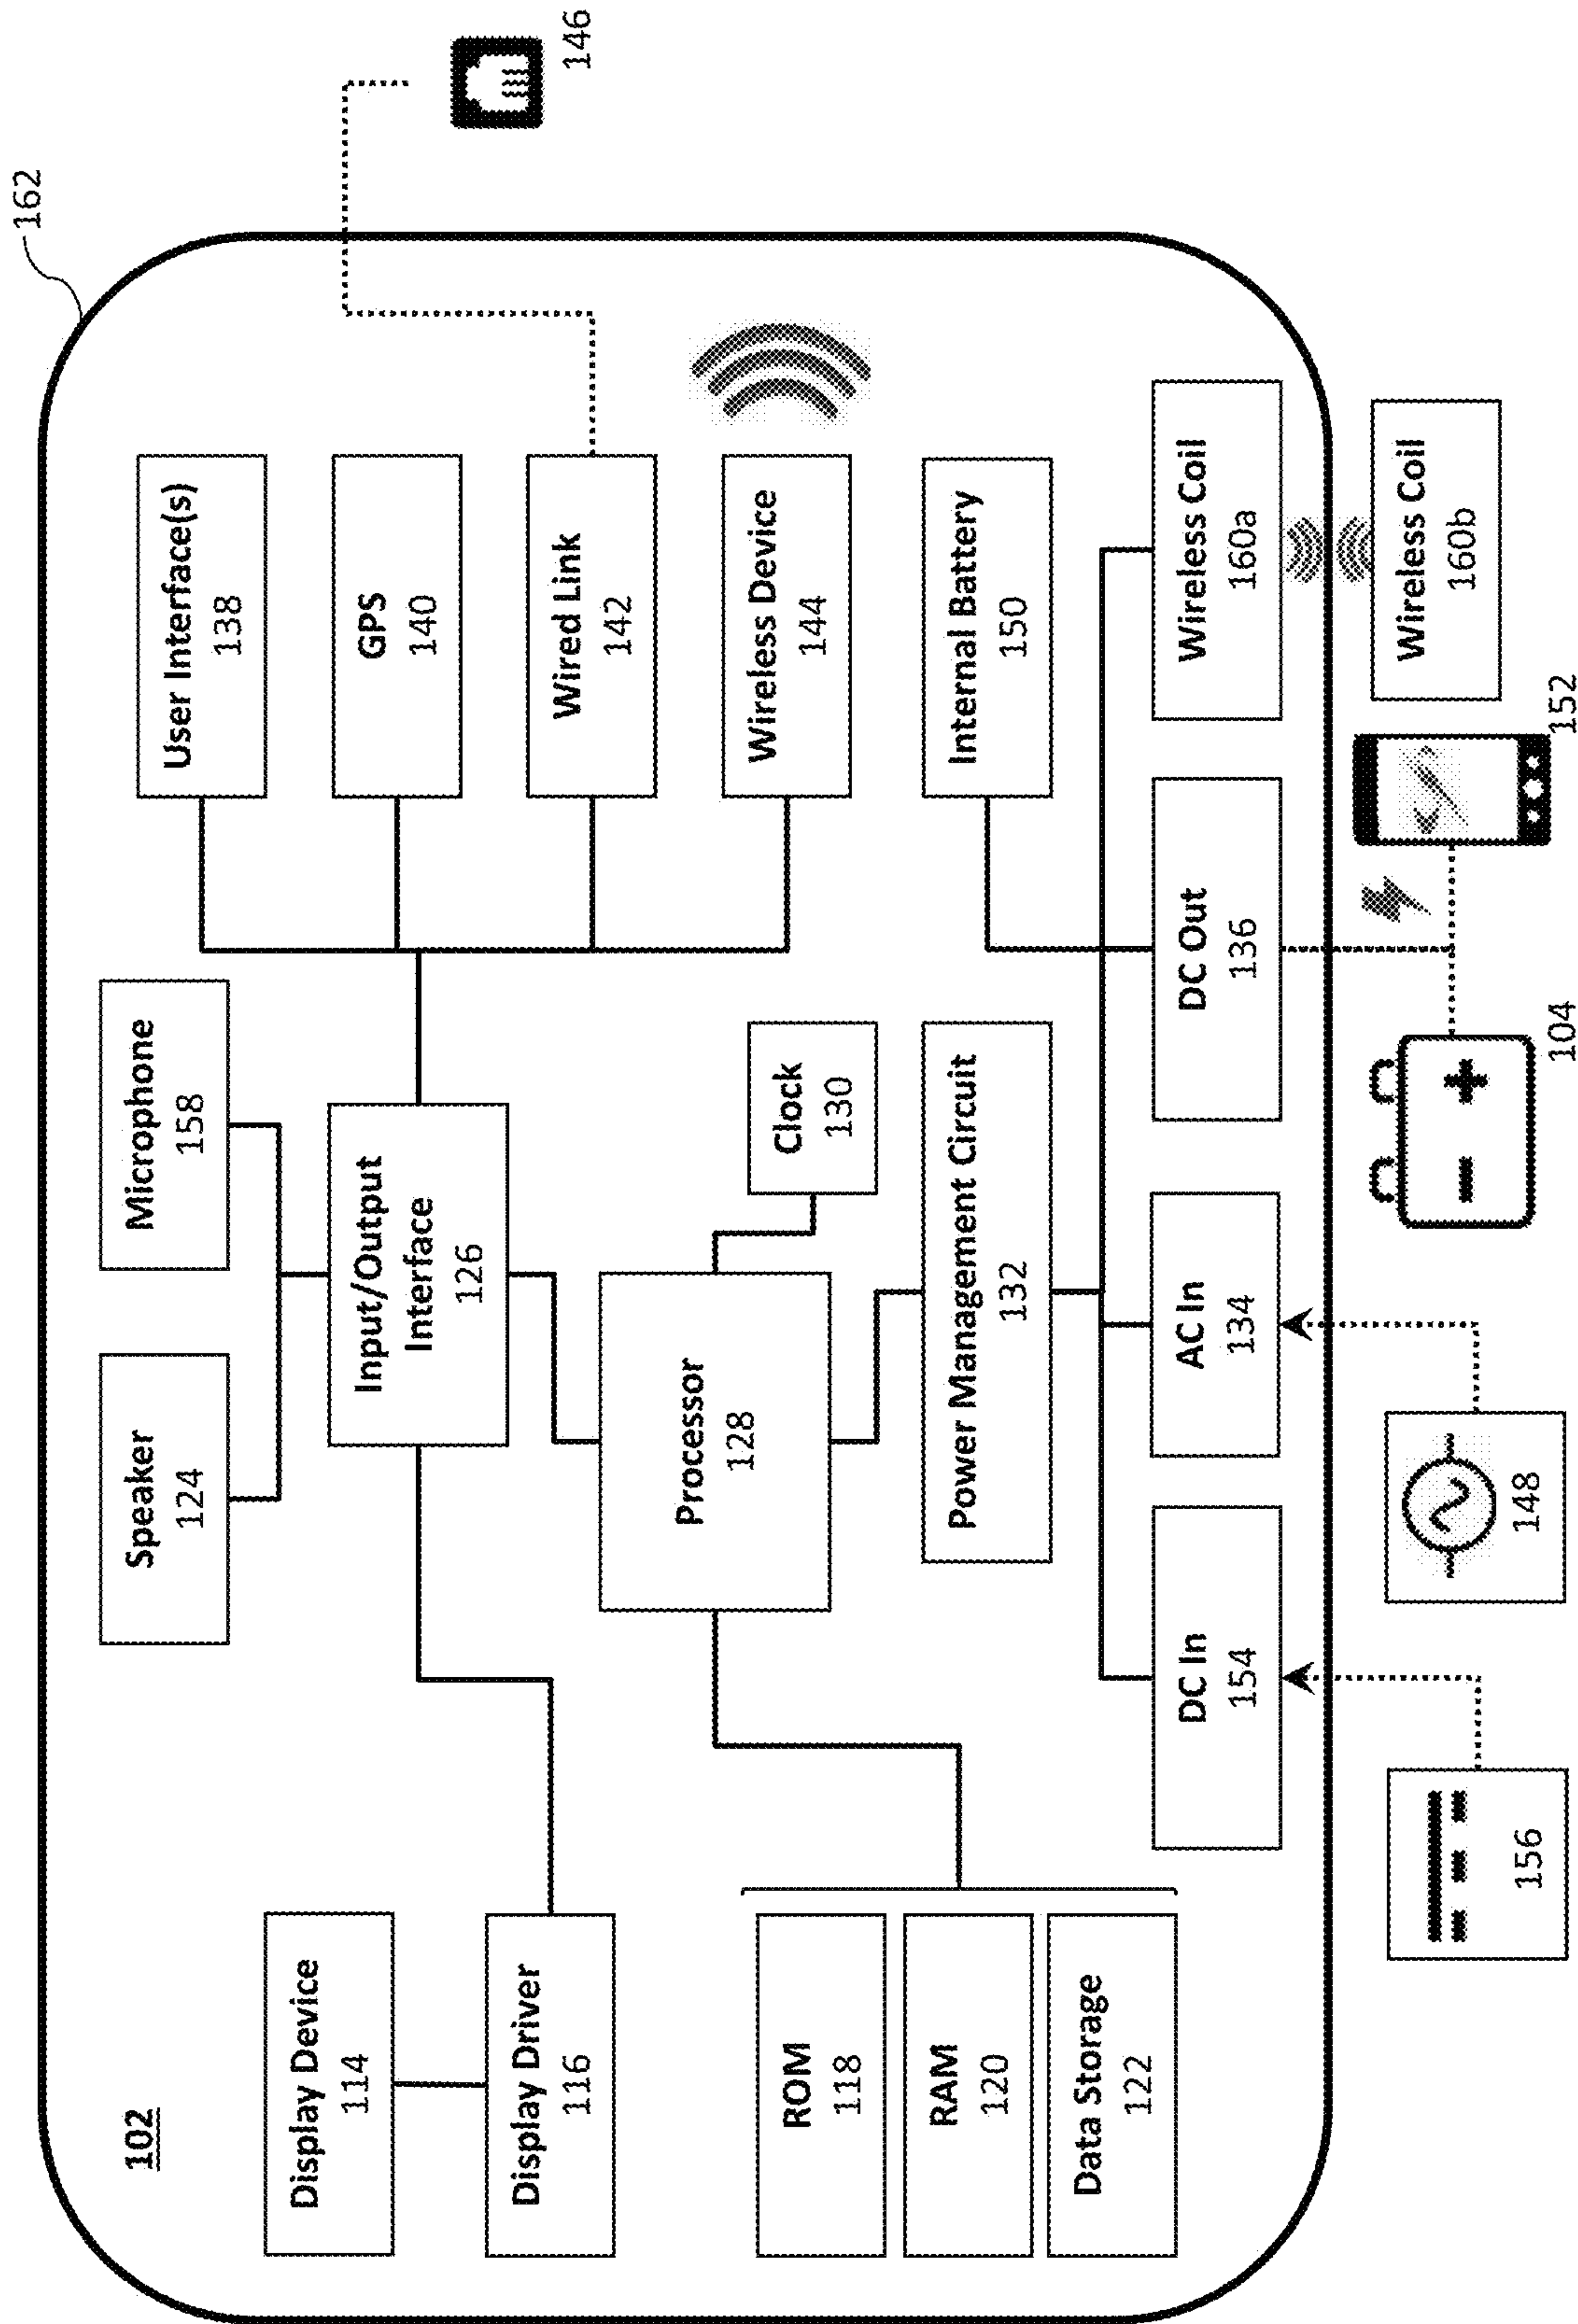 162
102
Speaker
124
Microphone
158
User Interface(s)
138
Display Device
114
Input/Output
Interface
126
GPS
140
146
Display Driver
116
Wired Link
142
Processor
128
Clock
130
Wireless Device
144
ROM
118
RAM
120
Data Storage
122
Power Management Circuit
132
Internal Battery
150
DC In
154
AC In
134
DC Out
136
Wireless Coil
160a
156
148
104
152
Wireless Coil
160b